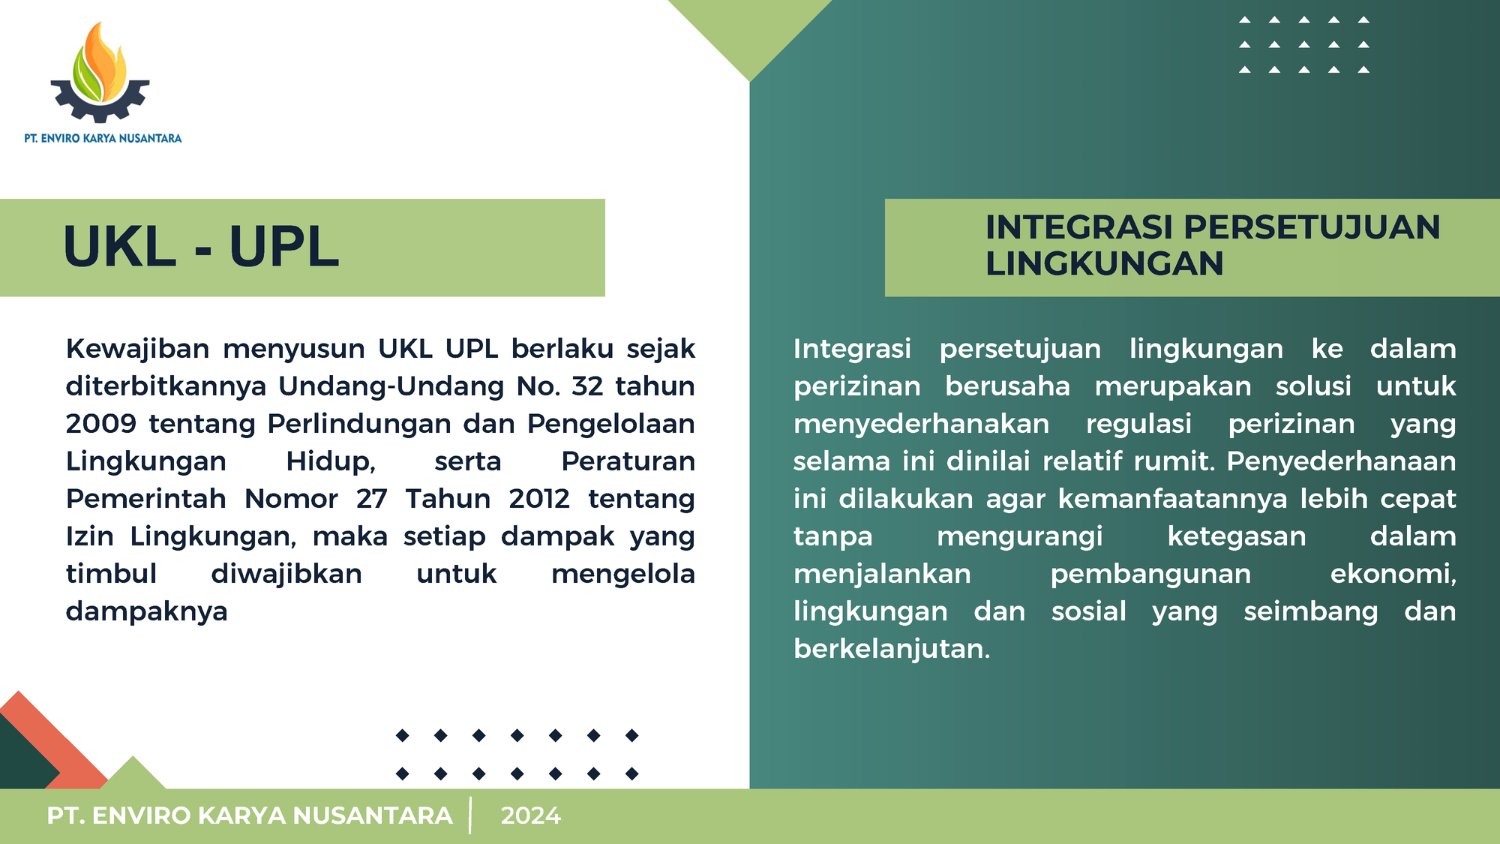 PT. ENVIRO KARYA NUSANTARA
UKL - UPL
Kewajiban menyusun UKL UPL berlaku sejak
diterbitkannya Undang-Undang No. 32 tahun
2009 tentang Perlindungan dan Pengelolaan
Lingkungan Hidup, serta Peraturan
Pemerintah Nomor 27 Tahun 2012 tentang
Izin Lingkungan, maka setiap dampak yang
timbul diwajibkan untuk mengelola
dampaknya
INTEGRASI PERSETUJUAN
LINGKUNGAN
Integrasi persetujuan lingkungan ke dalam
perizinan berusaha merupakan solusi untuk
menyederhanakan regulasi perizinan yang
selama ini dinilai relatif rumit. Penyederhanaan
ini dilakukan agar kemanfaatannya lebih cepat
tanpa mengurangi ketegasan dalam
menjalankan pembangunan ekonomi,
lingkungan dan sosial yang seimbang dan
berkelanjutan.
PT. ENVIRO KARYA NUSANTARA | 2024